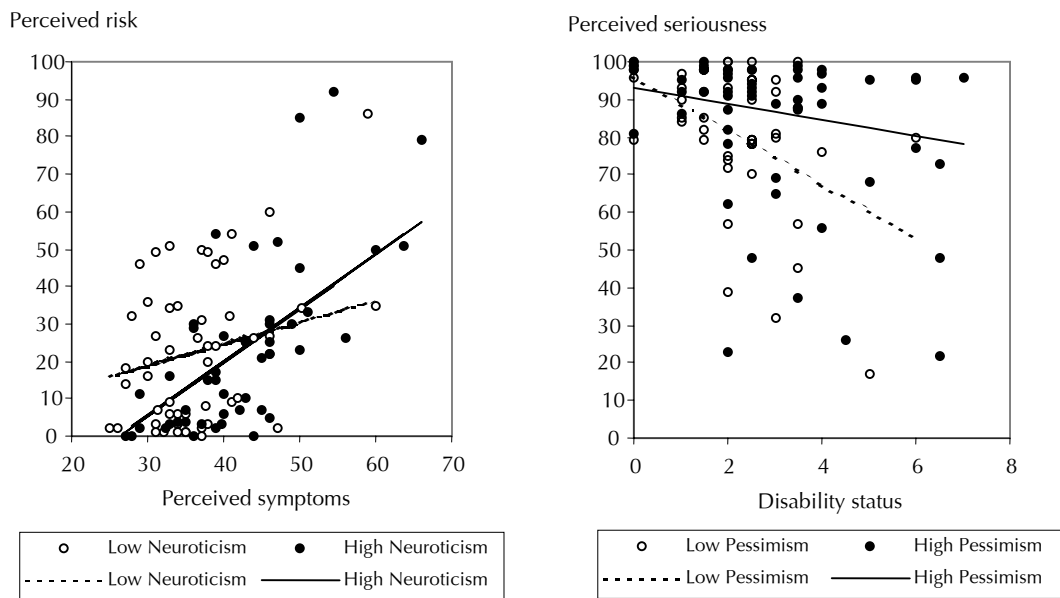 Perceived risk
100
90
80
70
60
50
40
30
20
10
0
20 30 40 50 60 70
Perceived symptoms
Low Neuroticism High Neuroticism
Low Neuroticism High Neuroticism
Perceived seriousness
100
90
80
70
60
50
40
30
20
10
0
0 2 4 6 8
Disability status
Low Pessimism High Pessimism
Low Pessimism High Pessimism